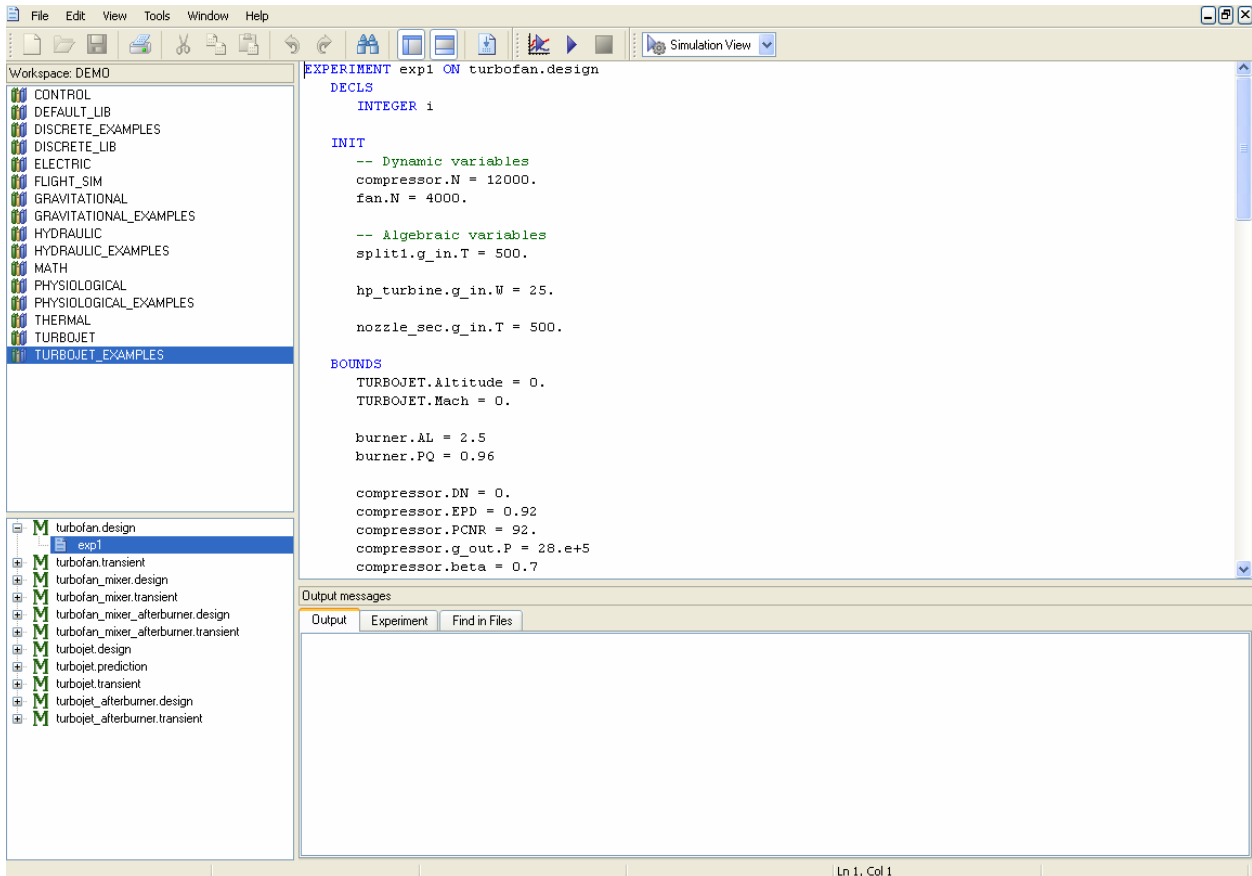 File Edit View Tools Window Help
Simulation View
Workspace: DEMO
CONTROL
DEFAULT_LIB
DISCRETE_EXAMPLES
DISCRETE_LIB
ELECTRIC
FLIGHT_SIM
GRAVITATIONAL
GRAVITATIONAL_EXAMPLES
HYDRAULIC
HYDRAULIC_EXAMPLES
MATH
PHYSIOLOGICAL
PHYSIOLOGICAL_EXAMPLES
THERMAL
TURBOJET
TURBOJET_EXAMPLES
turbofan.design
exp1
turbofan.transient
turbofan_mixer.design
turbofan_mixer.transient
turbofan_mixer_afterburner.design
turbofan_mixer_afterburner.transient
turbojet.design
turbojet.prediction
turbojet.transient
turbojet_afterburner.design
turbojet_afterburner.transient
EXPERIMENT exp1 ON turbofan.design
DECLS
INTEGER i
INIT
-- Dynamic variables
compressor.N = 12000.
fan.N = 4000.
-- Algebraic variables
split1.g_in.T = 500.
hp_turbine.g_in.W = 25.
nozzle_sec.g_in.T = 500.
BOUNDS
TURBOJET.Altitude = 0.
TURBOJET.Mach = 0.
burner.AL = 2.5
burner.PQ = 0.96
compressor.DN = 0.
compressor.EPD = 0.92
compressor.PCNR = 92.
compressor.g_out.P = 28.e+5
compressor.beta = 0.7
Output messages
Output Experiment Find in Files
Ln 1, Col 1